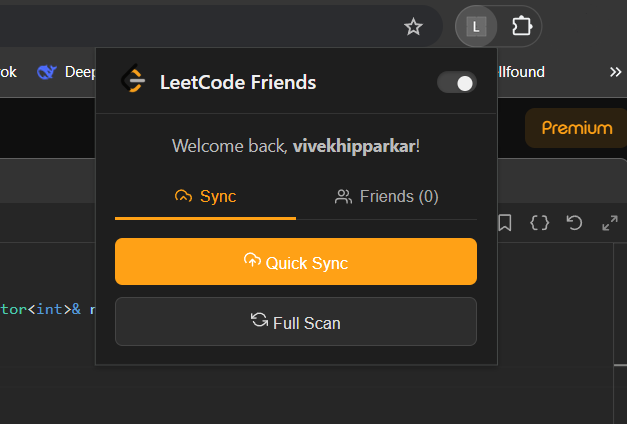 L
ok Deep llfound »
LeetCode Friends
Premium
Welcome back, vivekhipparkar!
Sync Friends (0)
{}
Quick Sync
tor<int>& r
Full Scan